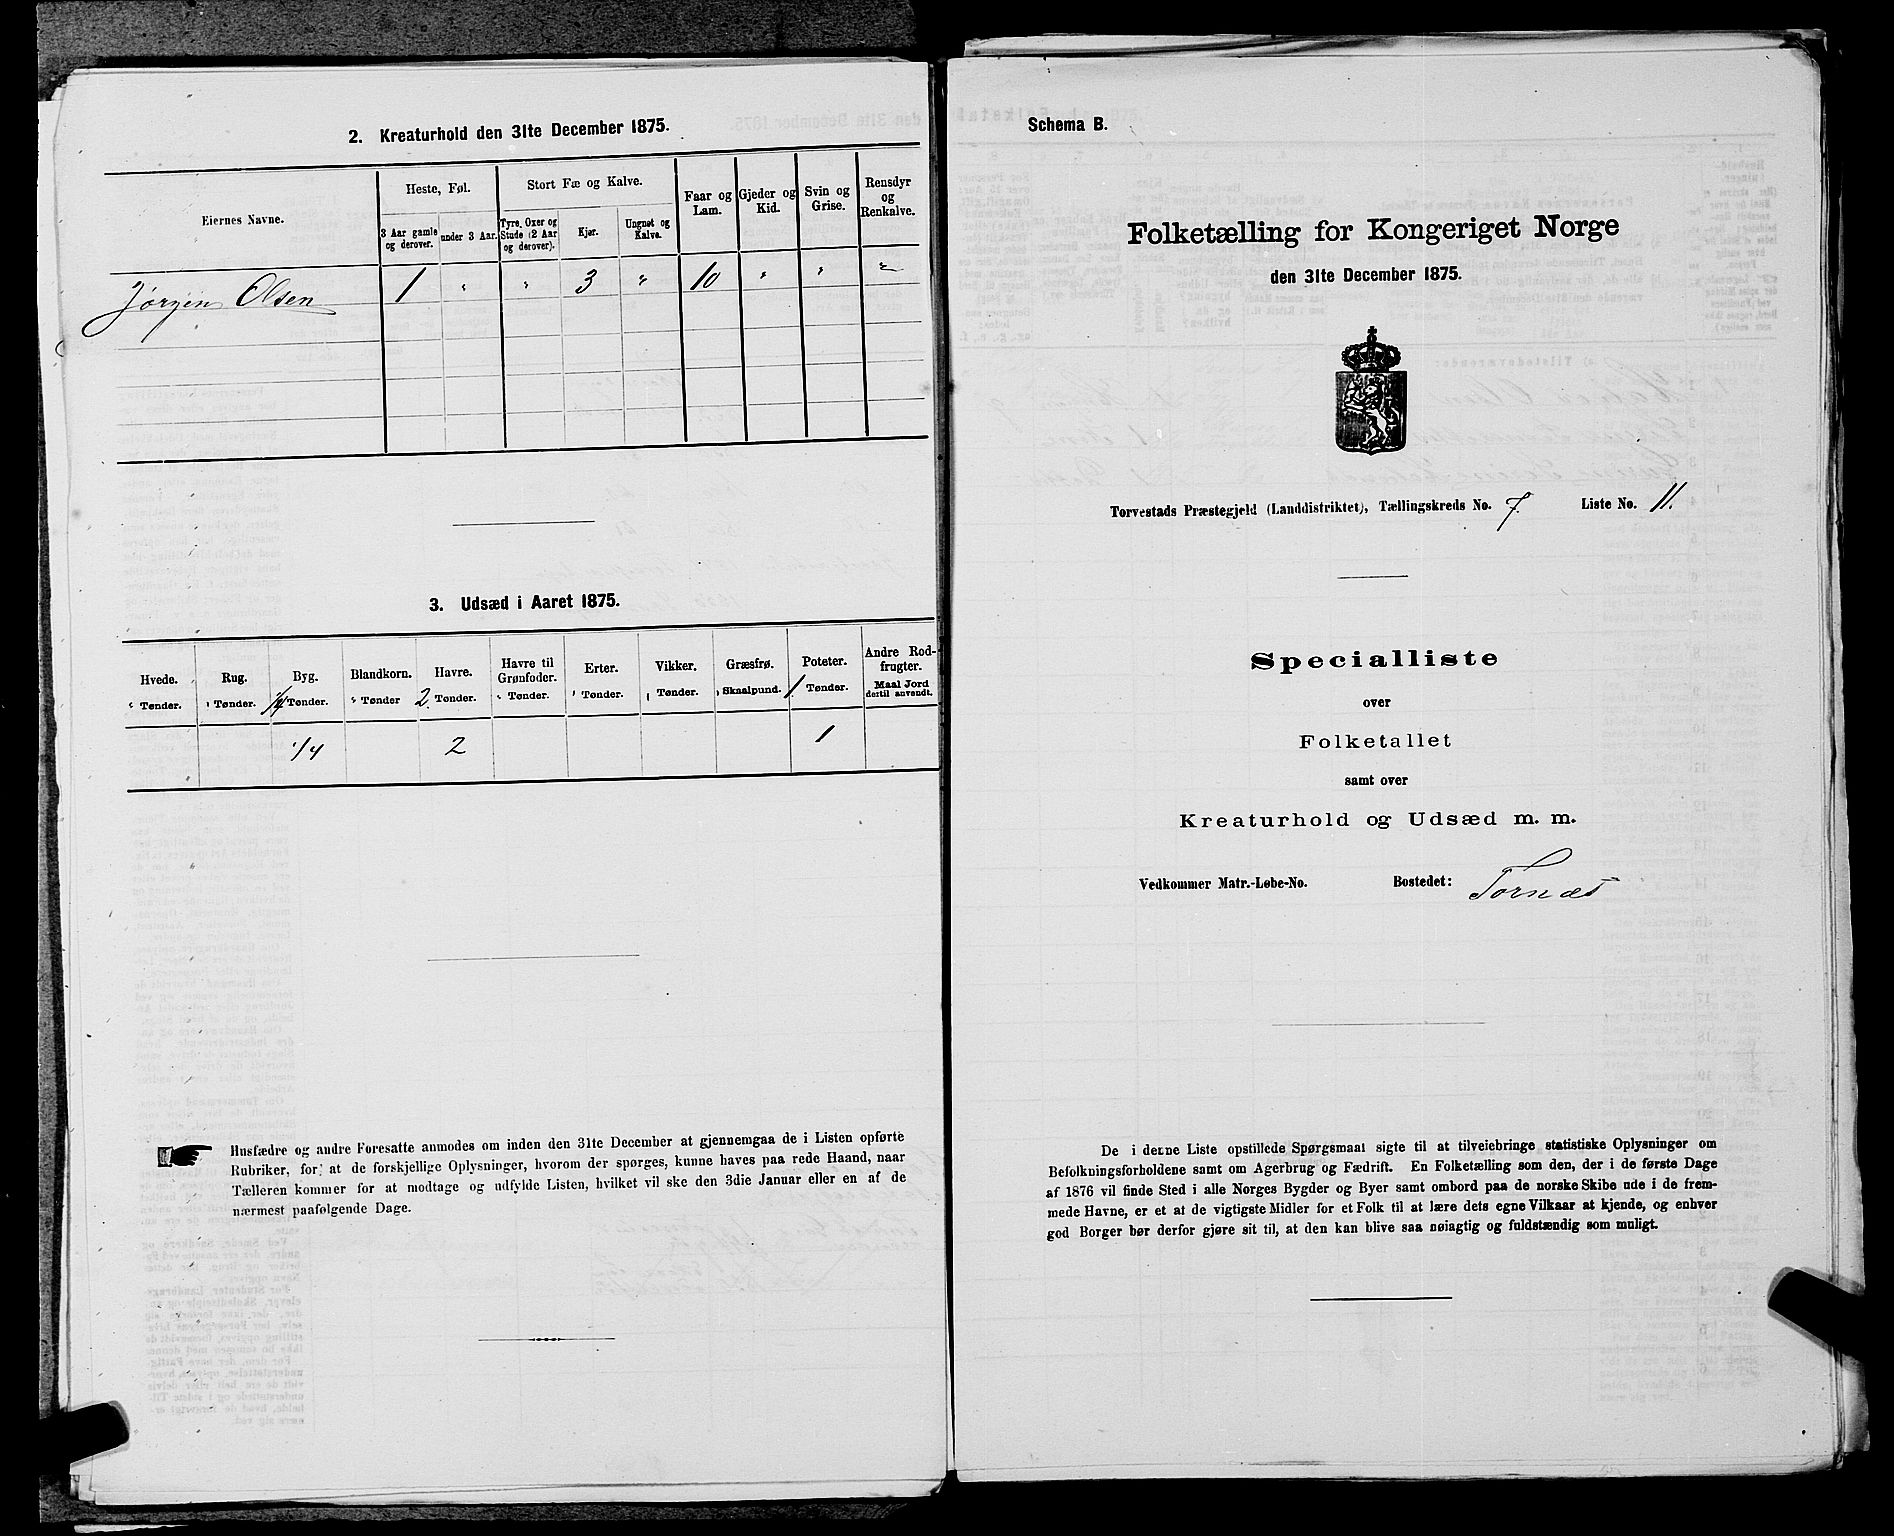 2. Kreaturhold den 31te December 1875.
Eiernes Navne.
Heste, Føl.
3 Aar gamle og derover.
under 3 Aar.
Stort Fæ og Kalve.
Tyre, Oxer og Stude (2 Aar og derover).
Kjør.
Ungnøt og Kalve.
Faar og Lam.
Gjeder og Kid.
Svin og Grise.
Rensdyr og Renkalve.
Jørgen Olsen 1 " " 3 " 10 " " "
3. Udsæd i Aaret 1875.
Hvede. Rug. Byg. Blandkorn. Havre. Havre til Grønfoder. Erter. Vikker. Græsfrø. Poteter. Andre Rodfrugter.
" Tønder. " Tønder. 1/4 Tønder. " Tønder 2 Tønder. " Tønder. " Tønder. " Tønder. " Skaalpund. 1 Tønder. Maal Jord dertil anvendt.
1/4 2 1
Husfædre og andre Foresatte anmodes om inden den 31te December at gjennemgaa de i Listen opførte
Rubriker, for at de forskjellige Oplysninger, hvorom der spørges, kunne haves paa rede Haand, naar
Tælleren kommer for at modtage og udfylde Listen, hvilket vil ske den 3die Januar eller en af de
nærmest paafølgende Dage.
Schema B.
Folketælling for Kongeriget Norge
den 31te December 1875.
Torvestads Præstegjeld (Landdistriktet), Tællingskreds No. 7. Liste No. 11.
Specialliste
over
Folketallet
samt over
Kreaturhold og Udsæd m. m.
Vedkommer Matr.-Løbe-No. Bostedet: Tornæs
De i denne Liste opstillede Spørgsmaal sigte til at tilveiebringe statistiske Oplysninger om
Befolkningsforholdene samt om Agerbrug og Fædrift. En Folketælling som den, der i de første Dage
af 1876 vil finde Sted i alle Norges Bygder og Byer samt ombord paa de norske Skibe ude i de frem-
mede Havne, er et af de vigtigste Midler for et Folk til at lære dets egne Vilkaar at kjende, og enhver
god Borger bør derfor gjøre sit til, at den kan blive saa nøiagtig og fuldstændig som muligt.